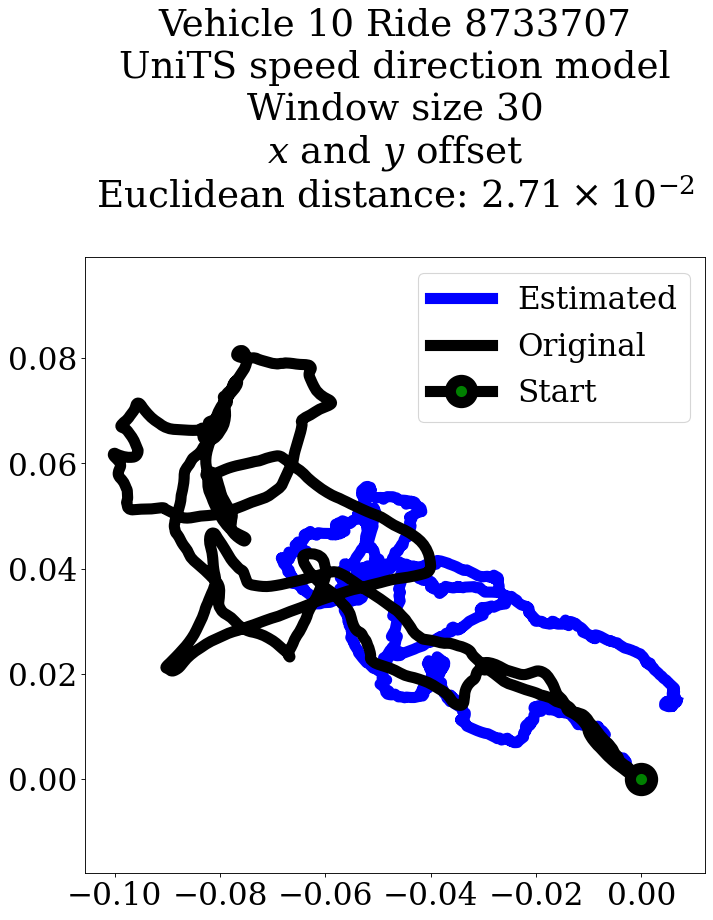 Vehicle 10 Ride 8733707
UniTS speed direction model
Window size 30
x and y offset
Euclidean distance: 2.71 × 10⁻²
Estimated
Original
Start
0.08
0.06
0.04
0.02
0.00
−0.10 −0.08 −0.06 −0.04 −0.02 0.00